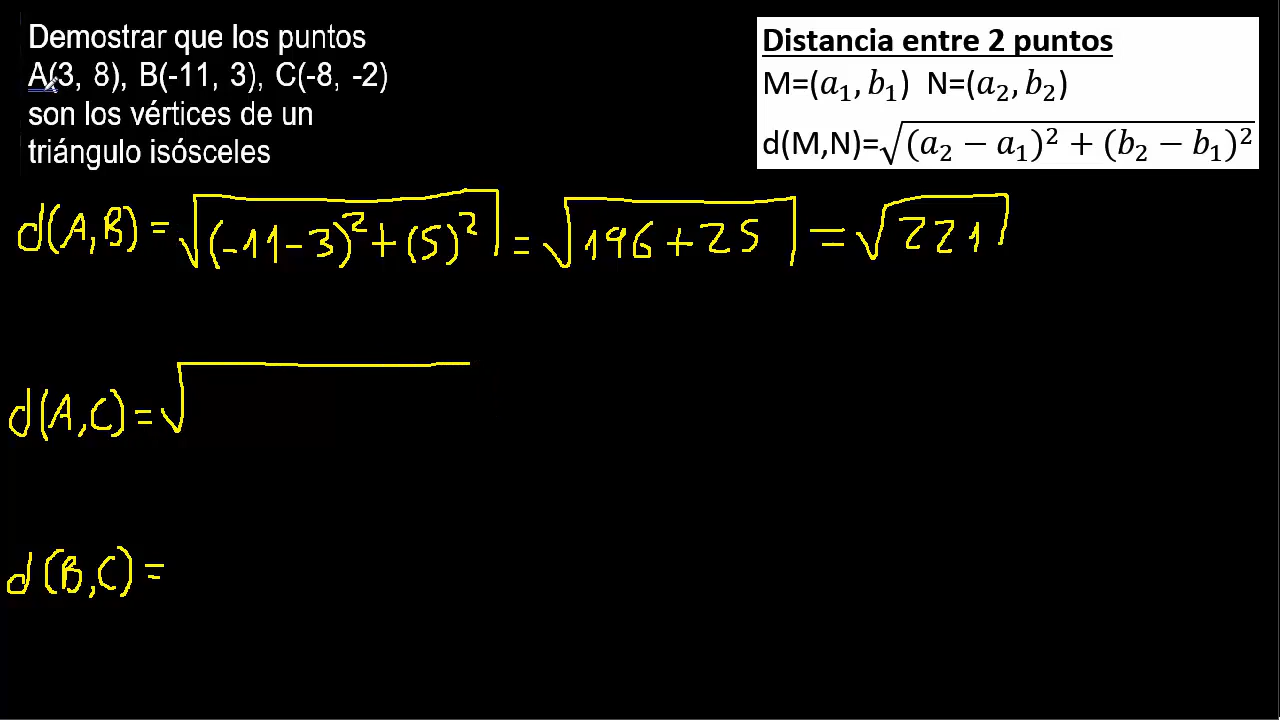 Demostrar que los puntos
A(3, 8), B(-11, 3), C(-8, -2)
son los vértices de un
triángulo isósceles
Distancia entre 2 puntos
M=(a₁, b₁) N=(a₂, b₂)
d(M,N)=√((a₂ − a₁)² + (b₂ − b₁)²)
d(A,B) = √((-11-3)² + (5)²) = √(196 + 25) = √221
d(A,C) = √
d(B,C) =